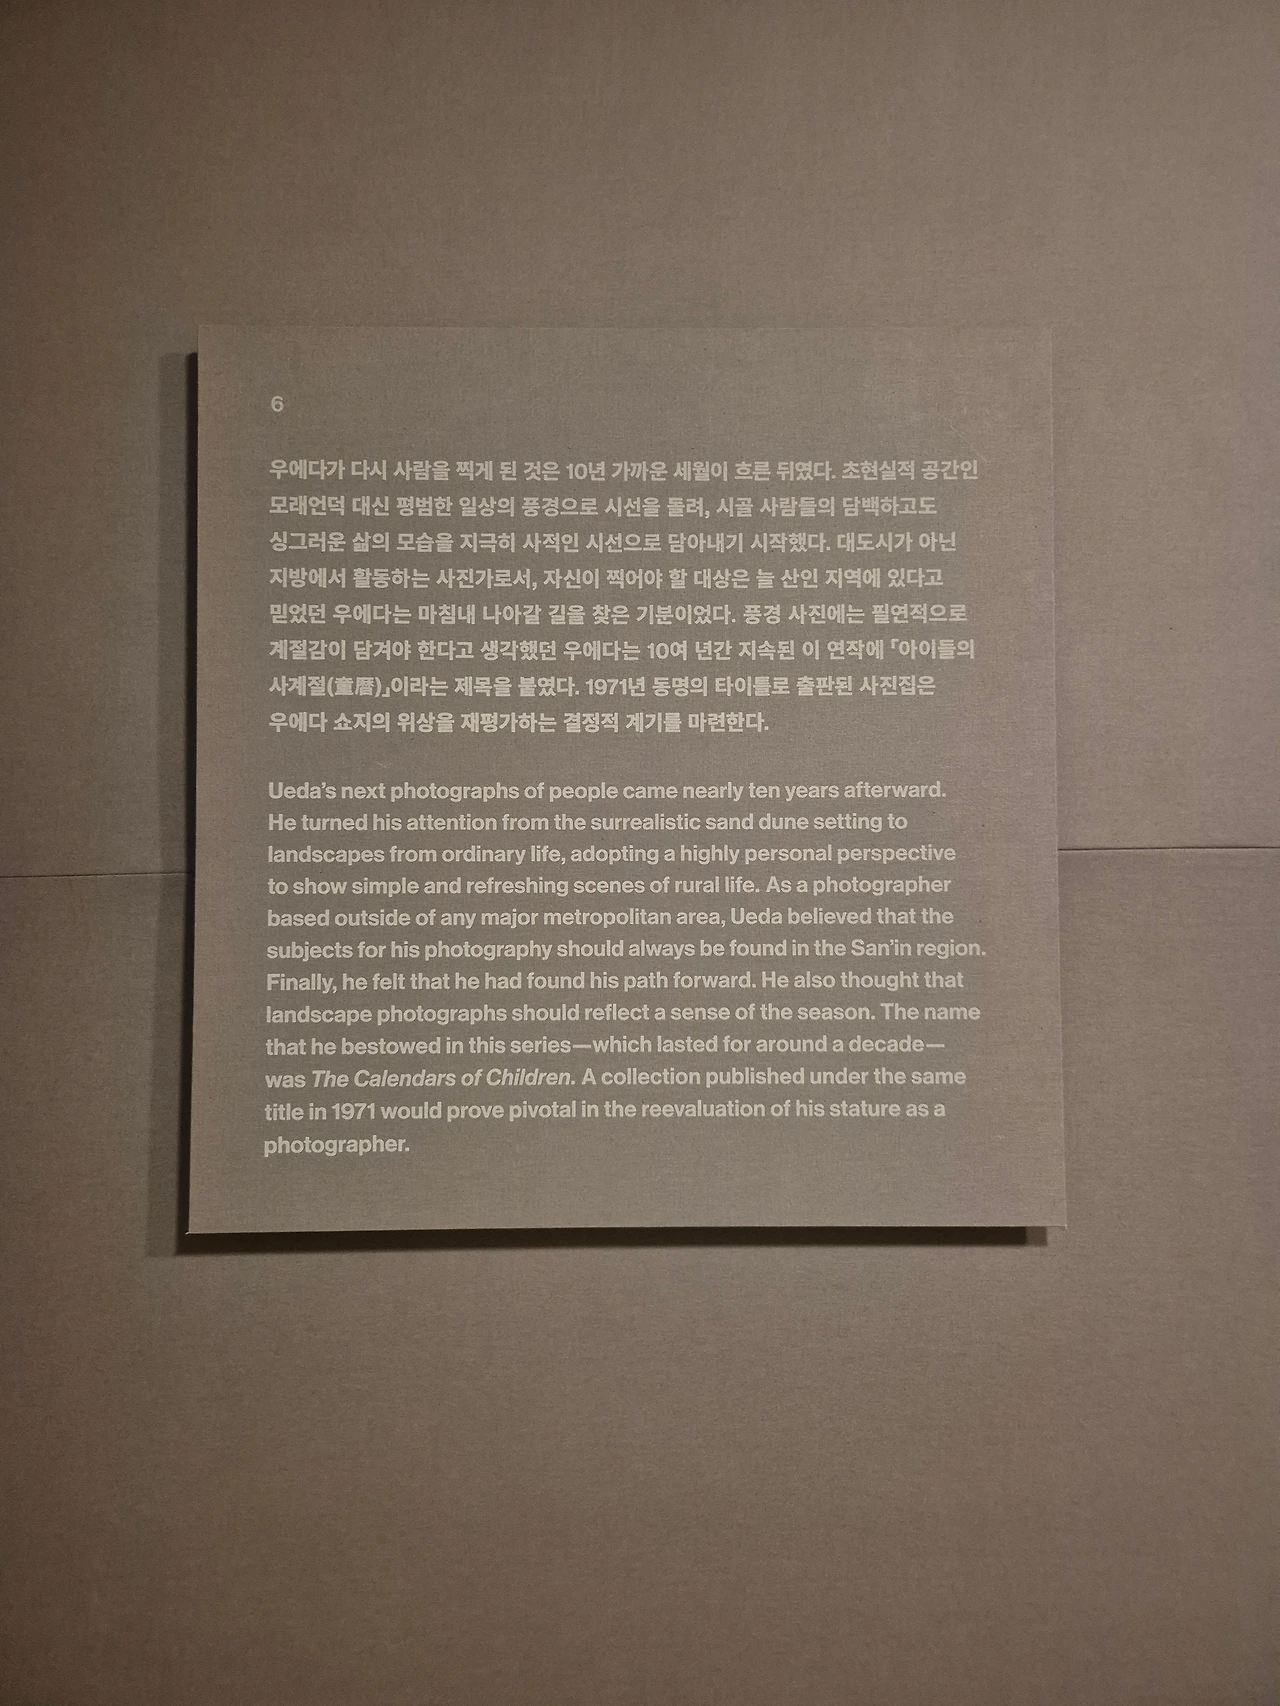 6
우에다가 다시 사람을 찍게 된 것은 10년 가까운 세월이 흐른 뒤였다. 초현실적 공간인
모래언덕 대신 평범한 일상의 풍경으로 시선을 돌려, 시골 사람들의 담백하고도
싱그러운 삶의 모습을 지극히 사적인 시선으로 담아내기 시작했다. 대도시가 아닌
지방에서 활동하는 사진가로서, 자신이 찍어야 할 대상은 늘 산인 지역에 있다고
믿었던 우에다는 마침내 나아갈 길을 찾은 기분이었다. 풍경 사진에는 필연적으로
계절감이 담겨야 한다고 생각했던 우에다는 10여 년간 지속된 이 연작에 「아이들의
사계절(童暦)」이라는 제목을 붙였다. 1971년 동명의 타이틀로 출판된 사진집은
우에다 쇼지의 위상을 재평가하는 결정적 계기를 마련한다.
Ueda’s next photographs of people came nearly ten years afterward.
He turned his attention from the surrealistic sand dune setting to
landscapes from ordinary life, adopting a highly personal perspective
to show simple and refreshing scenes of rural life. As a photographer
based outside of any major metropolitan area, Ueda believed that the
subjects for his photography should always be found in the San’in region.
Finally, he felt that he had found his path forward. He also thought that
landscape photographs should reflect a sense of the season. The name
that he bestowed in this series—which lasted for around a decade—
was The Calendars of Children. A collection published under the same
title in 1971 would prove pivotal in the reevaluation of his stature as a
photographer.